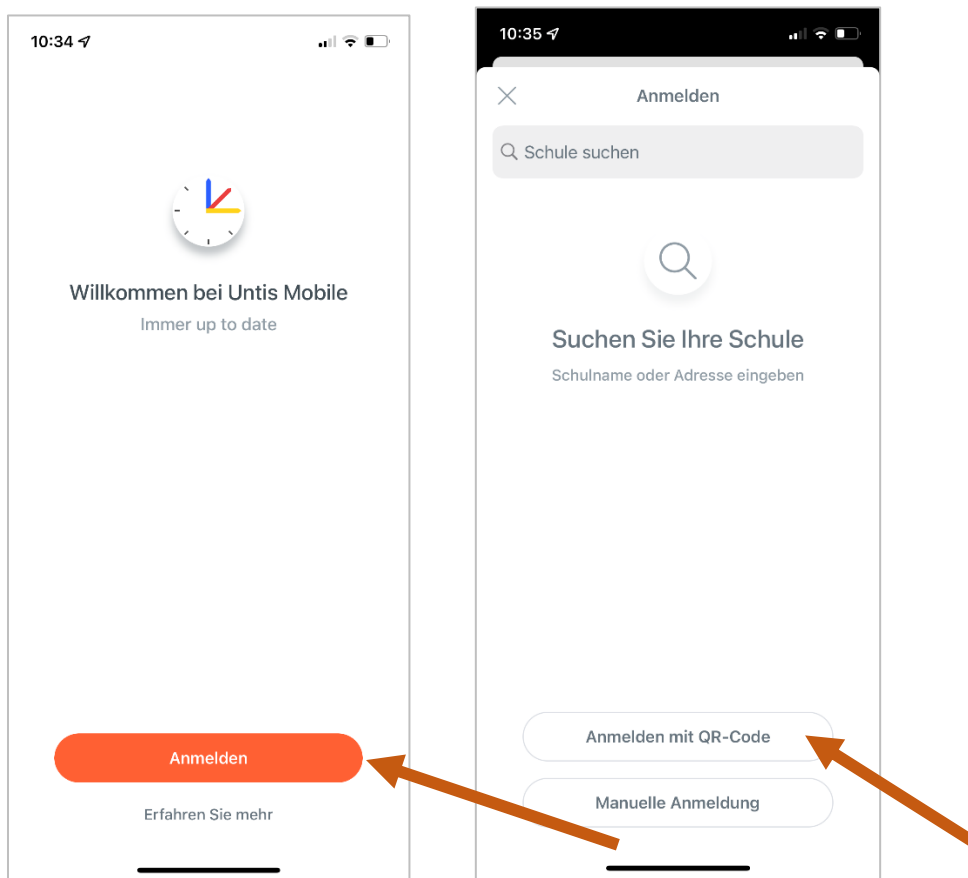 10:34
Willkommen bei Untis Mobile
Immer up to date
Anmelden
Erfahren Sie mehr
10:35
Anmelden
Schule suchen
Suchen Sie Ihre Schule
Schulname oder Adresse eingeben
Anmelden mit QR-Code
Manuelle Anmeldung